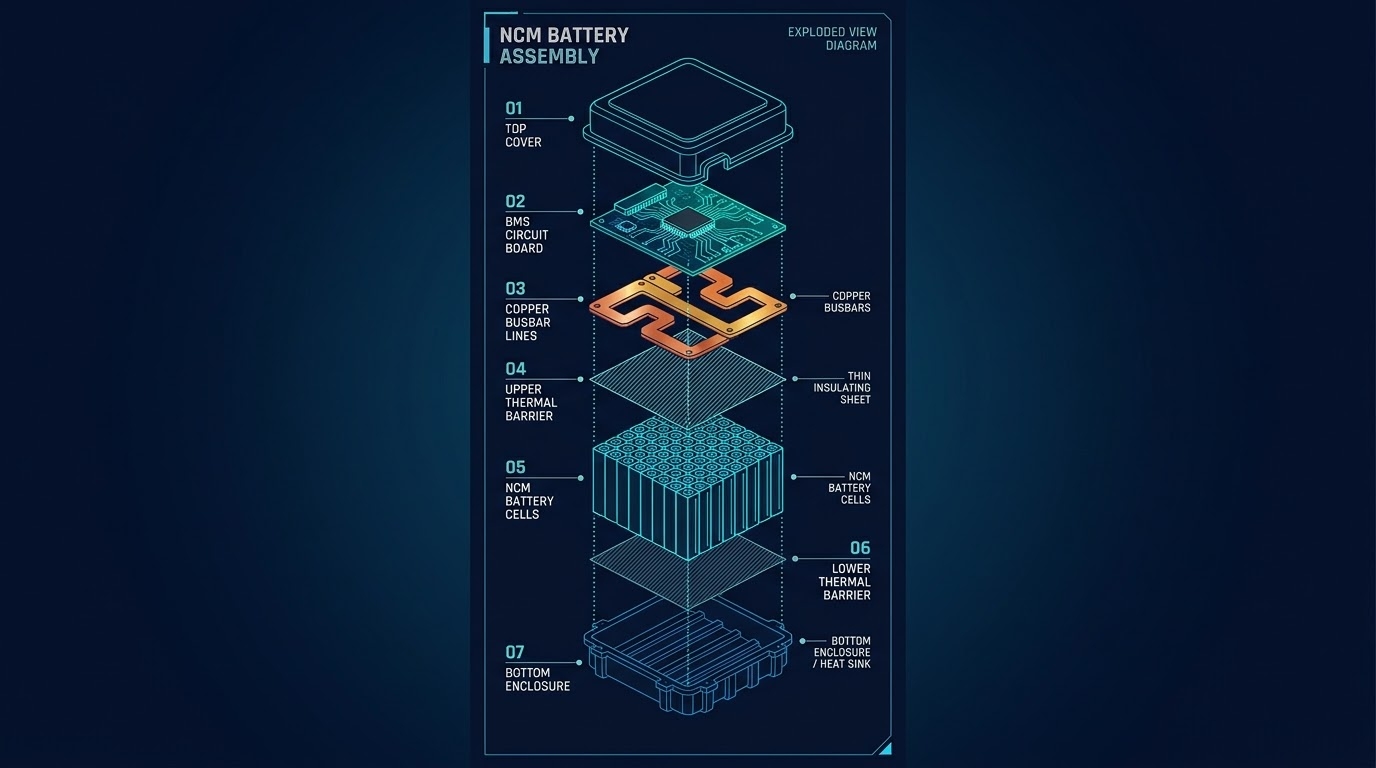 NCM BATTERY
ASSEMBLY
EXPLODED VIEW
DIAGRAM
01
TOP
COVER
02
BMS
CIRCUIT
BOARD
03
COPPER
BUSBAR
LINES
CDPPER
BUSBARS
04
UPPER
THERMAL
BARRIER
THIN
INSULATING
SHEET
05
NCM
BATTERY
CELLS
NCM
BATTERY
CELLS
06
LOWER
THERMAL
BARRIER
07
BOTTOM
ENCLOSURE
BOTTOM
ENCLOSURE
/ HEAT SINK